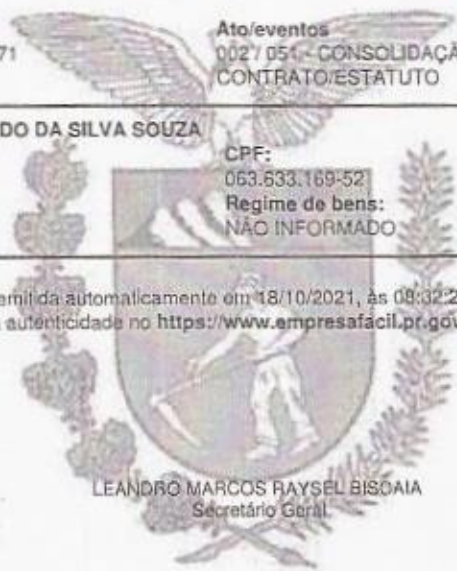 Ato/eventos
71 002 / 051 - CONSOLIDAÇÃ
CONTRATO/ESTATUTO
DO DA SILVA SOUZA
CPF:
063.633.169-52
Regime de bens:
NÃO INFORMADO
emitida automaticamente em 18/10/2021, às 08:32:2
a autenticidade no https://www.empresafacil.pr.gov
LEANDRO MARCOS RAYSEL BISCAIA
Secretário Geral